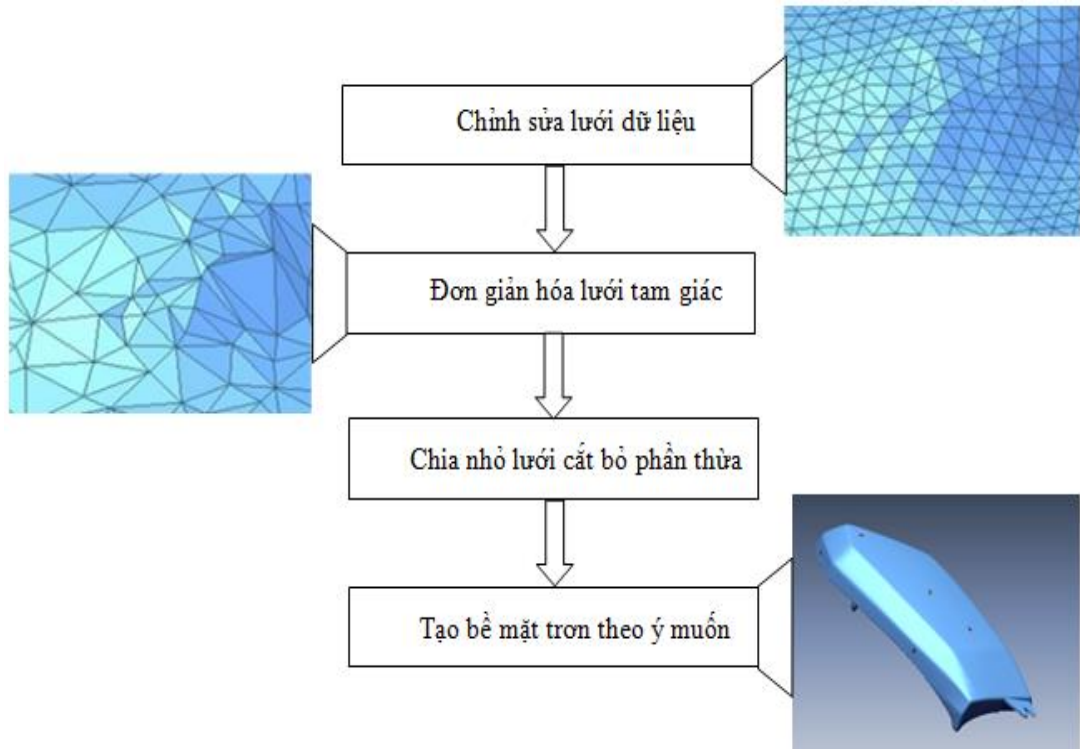 Chỉnh sửa lưới dữ liệu
Đơn giản hóa lưới tam giác
Chia nhỏ lưới cắt bỏ phần thừa
Tạo bề mặt trơn theo ý muốn